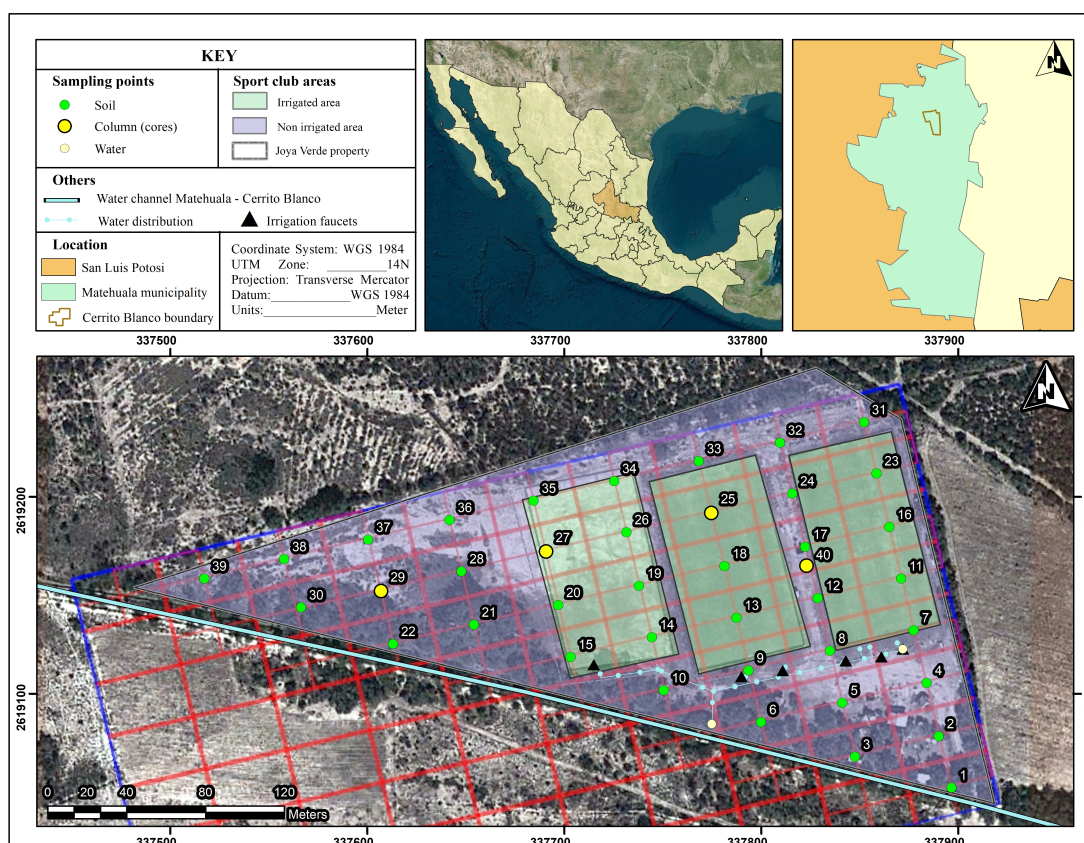 KEY
Sampling points
Soil
Column (cores)
Water
Sport club areas
Irrigated area
Non irrigated area
Joya Verde property
Others
Water channel Matehuala - Cerrito Blanco
Water distribution
Irrigation faucets
Location
San Luis Potosi
Matehuala municipality
Cerrito Blanco boundary
Coordinate System: WGS 1984
UTM Zone: __________14N
Projection: Transverse Mercator
Datum:___________WGS 1984
Units:___________________Meter
N
337500 337600 337700 337800 337900
N
31
32
33
23
34
24
25
35
26
36
16
37
17
27
38
28
40
18
39
11
29
19
12
20
30
13
7
21
14
8
22
15
9
4
10
5
6
2
3
1
2619200
2619100
0 20 40 80 120
Meters
337500 337600 337700 337800 337900